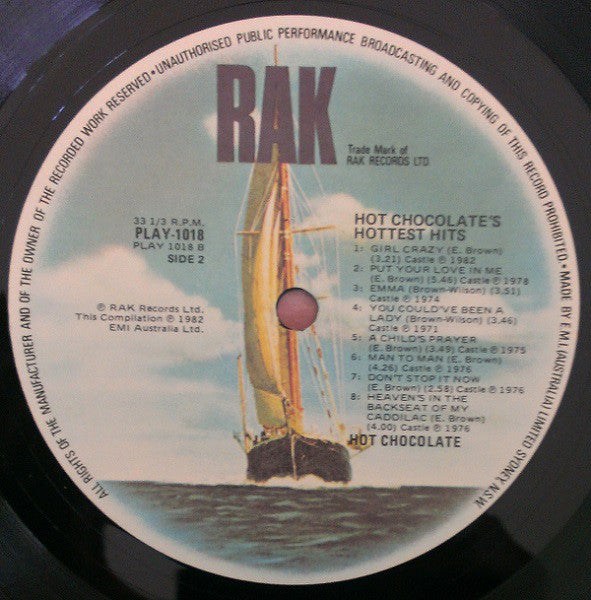 ALL RIGHTS OF THE MANUFACTURER AND OF THE OWNER OF THE RECORDED WORK RESERVED • UNAUTHORISED PUBLIC PERFORMANCE BROADCASTING AND COPYING OF THIS RECORD PROHIBITED • MADE BY E.M.I. (AUSTRALIA) LIMITED SYDNEY N.S.W.
RAK
Trade Mark of
RAK RECORDS LTD.
33 1/3 R.P.M.
PLAY-1018
PLAY 1018 B
SIDE 2
℗ RAK Records Ltd.
This Compilation ℗ 1982
EMI Australia Ltd.
HOT CHOCOLATE'S
HOTTEST HITS
1: GIRL CRAZY (E. Brown)
(3.21) Castle ℗ 1982
2: PUT YOUR LOVE IN ME
(E. Brown) (5.46) Castle ℗ 1978
3: EMMA (Brown-Wilson) (3.51)
Castle ℗ 1974
4: YOU COULD'VE BEEN A
LADY (Brown-Wilson) (3.46)
Castle ℗ 1971
5: A CHILD'S PRAYER
(E. Brown) (3.49) Castle ℗ 1975
6: MAN TO MAN (E. Brown)
(4.26) Castle ℗ 1976
7: DON'T STOP IT NOW
(E. Brown) (2.58) Castle ℗ 1976
8: HEAVEN'S IN THE
BACKSEAT OF MY
CADDILAC (E. Brown)
(4.00) Castle ℗ 1976
HOT CHOCOLATE